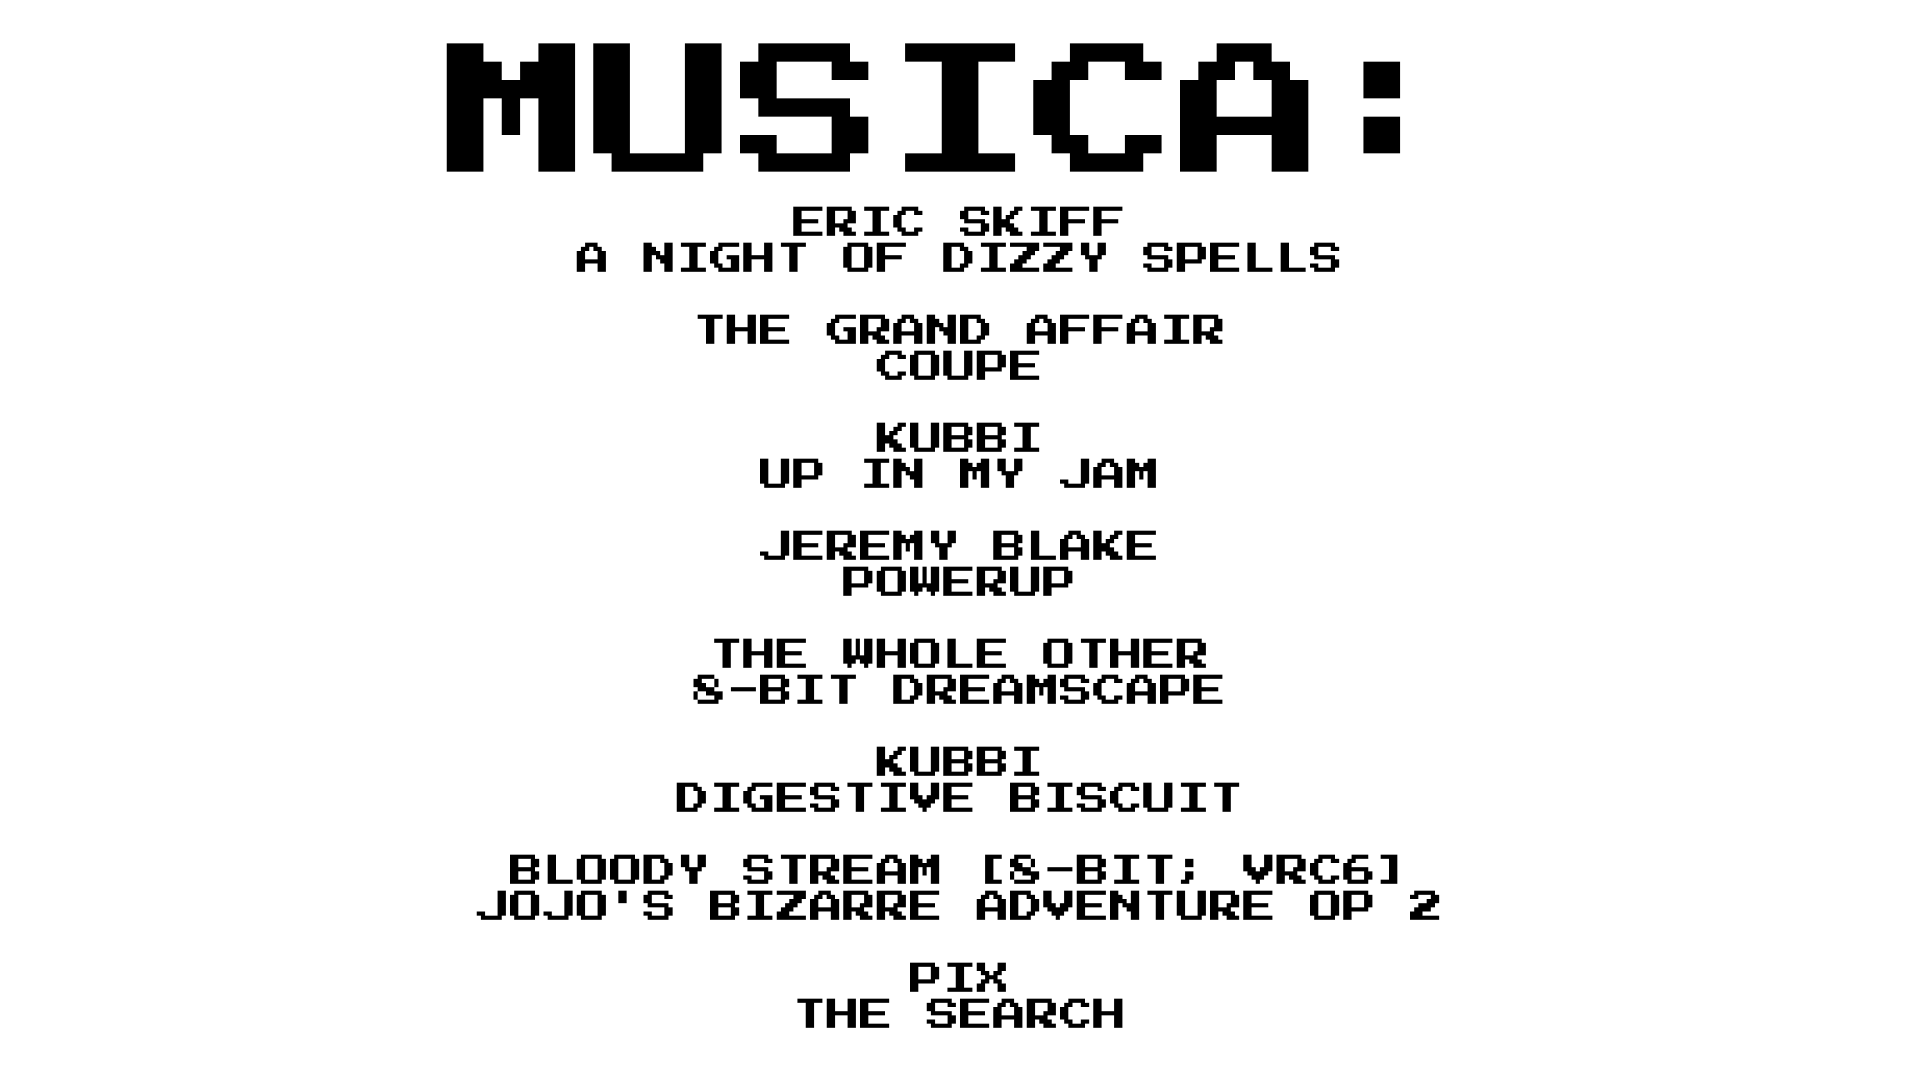 MUSICA:
ERIC SKIFF
A NIGHT OF DIZZY SPELLS
THE GRAND AFFAIR
COUPE
KUBBI
UP IN MY JAM
JEREMY BLAKE
POWERUP
THE WHOLE OTHER
8-BIT DREAMSCAPE
KUBBI
DIGESTIVE BISCUIT
BLOODY STREAM [8-BIT; VRC6]
JOJO'S BIZARRE ADVENTURE OP 2
PIX
THE SEARCH